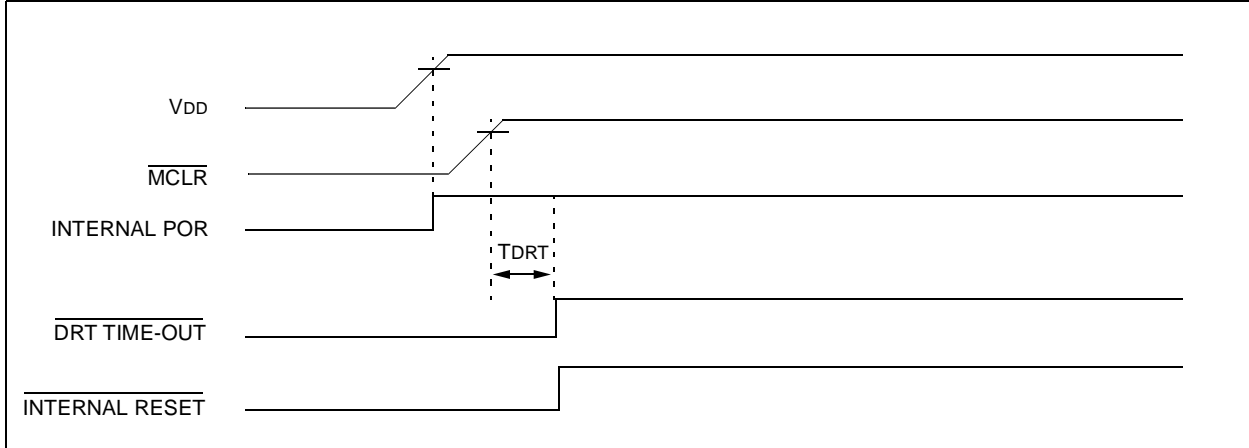 VDD
MCLR
INTERNAL POR
TDRT
DRT TIME-OUT
INTERNAL RESET